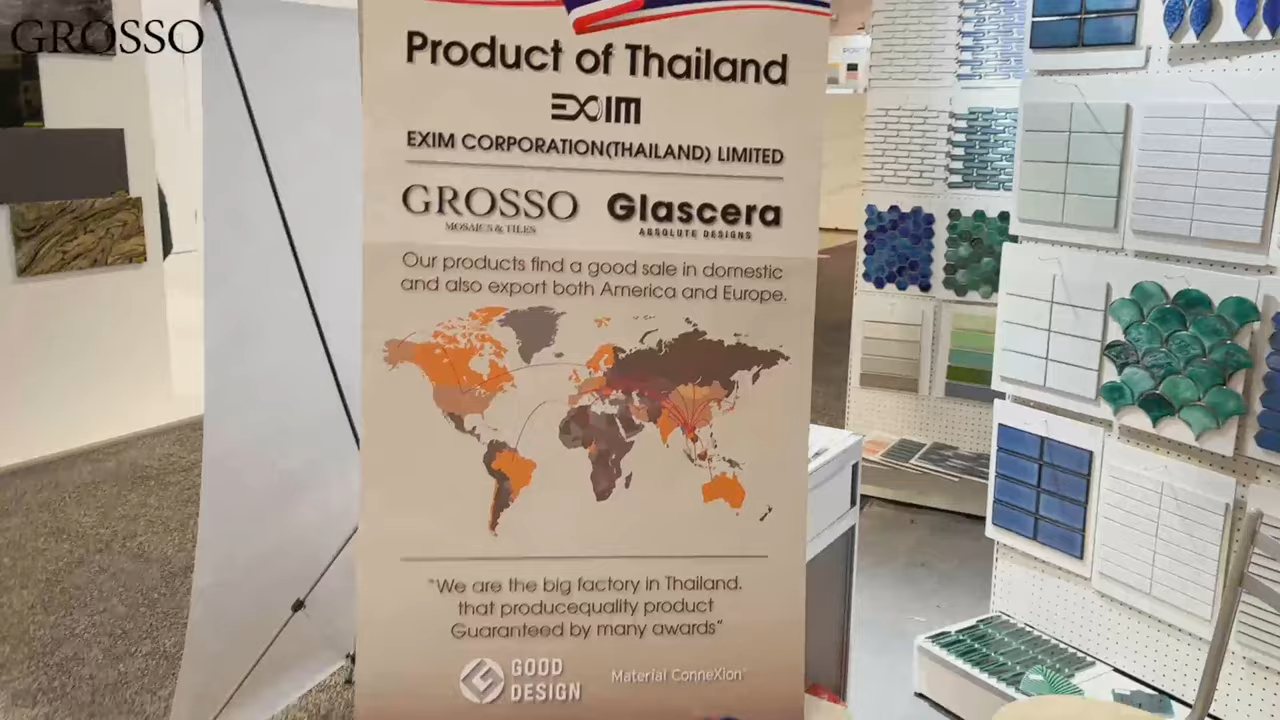 GROSSO
Product of Thailand
EXIM
EXIM CORPORATION(THAILAND) LIMITED
GROSSO
MOSAICS & TILES
Glascera
ABSOLUTE DESIGNS
Our products find a good sale in domestic
and also export both America and Europe.
"We are the big factory in Thailand.
that producequality product
Guaranteed by many awards"
GOOD
DESIGN
Material ConneXion